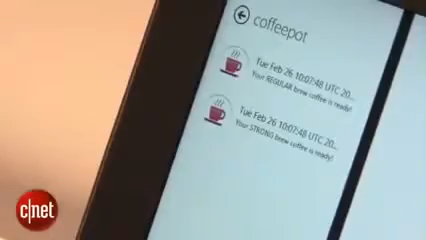 coffeepot
Tue Feb 26 10:07:48 UTC 20...
Your REGULAR brew coffee is ready!
Tue Feb 26 10:07:48 UTC 20...
Your STRONG brew coffee is ready!
c|net